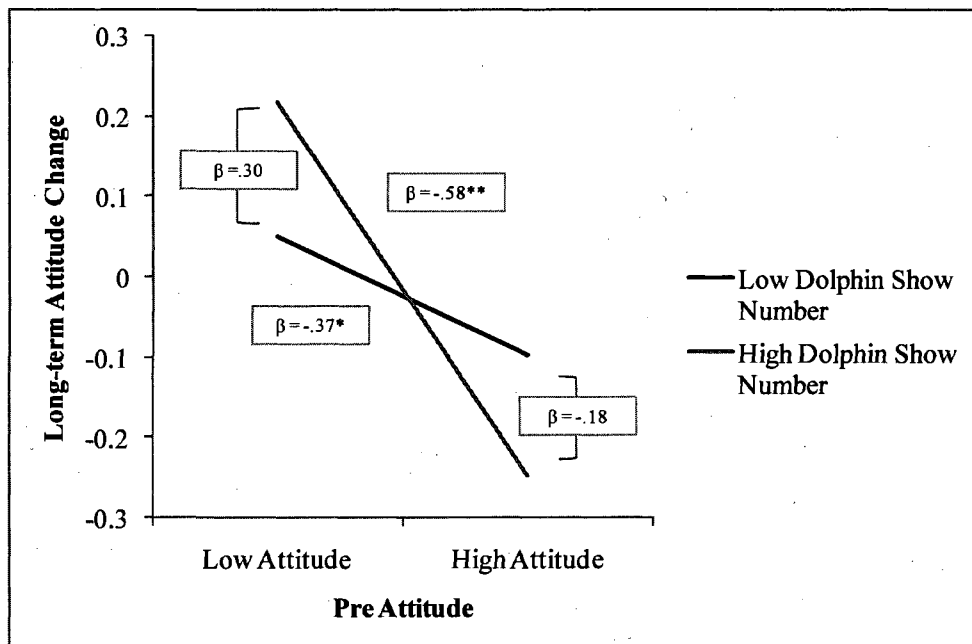 0.3
0.2
0.1
0
-0.1
-0.2
-0.3
Long-term Attitude Change
β =.30
β =-.58**
β =-.37*
β = -.18
Low Attitude
High Attitude
Pre Attitude
Low Dolphin Show
Number
High Dolphin Show
Number